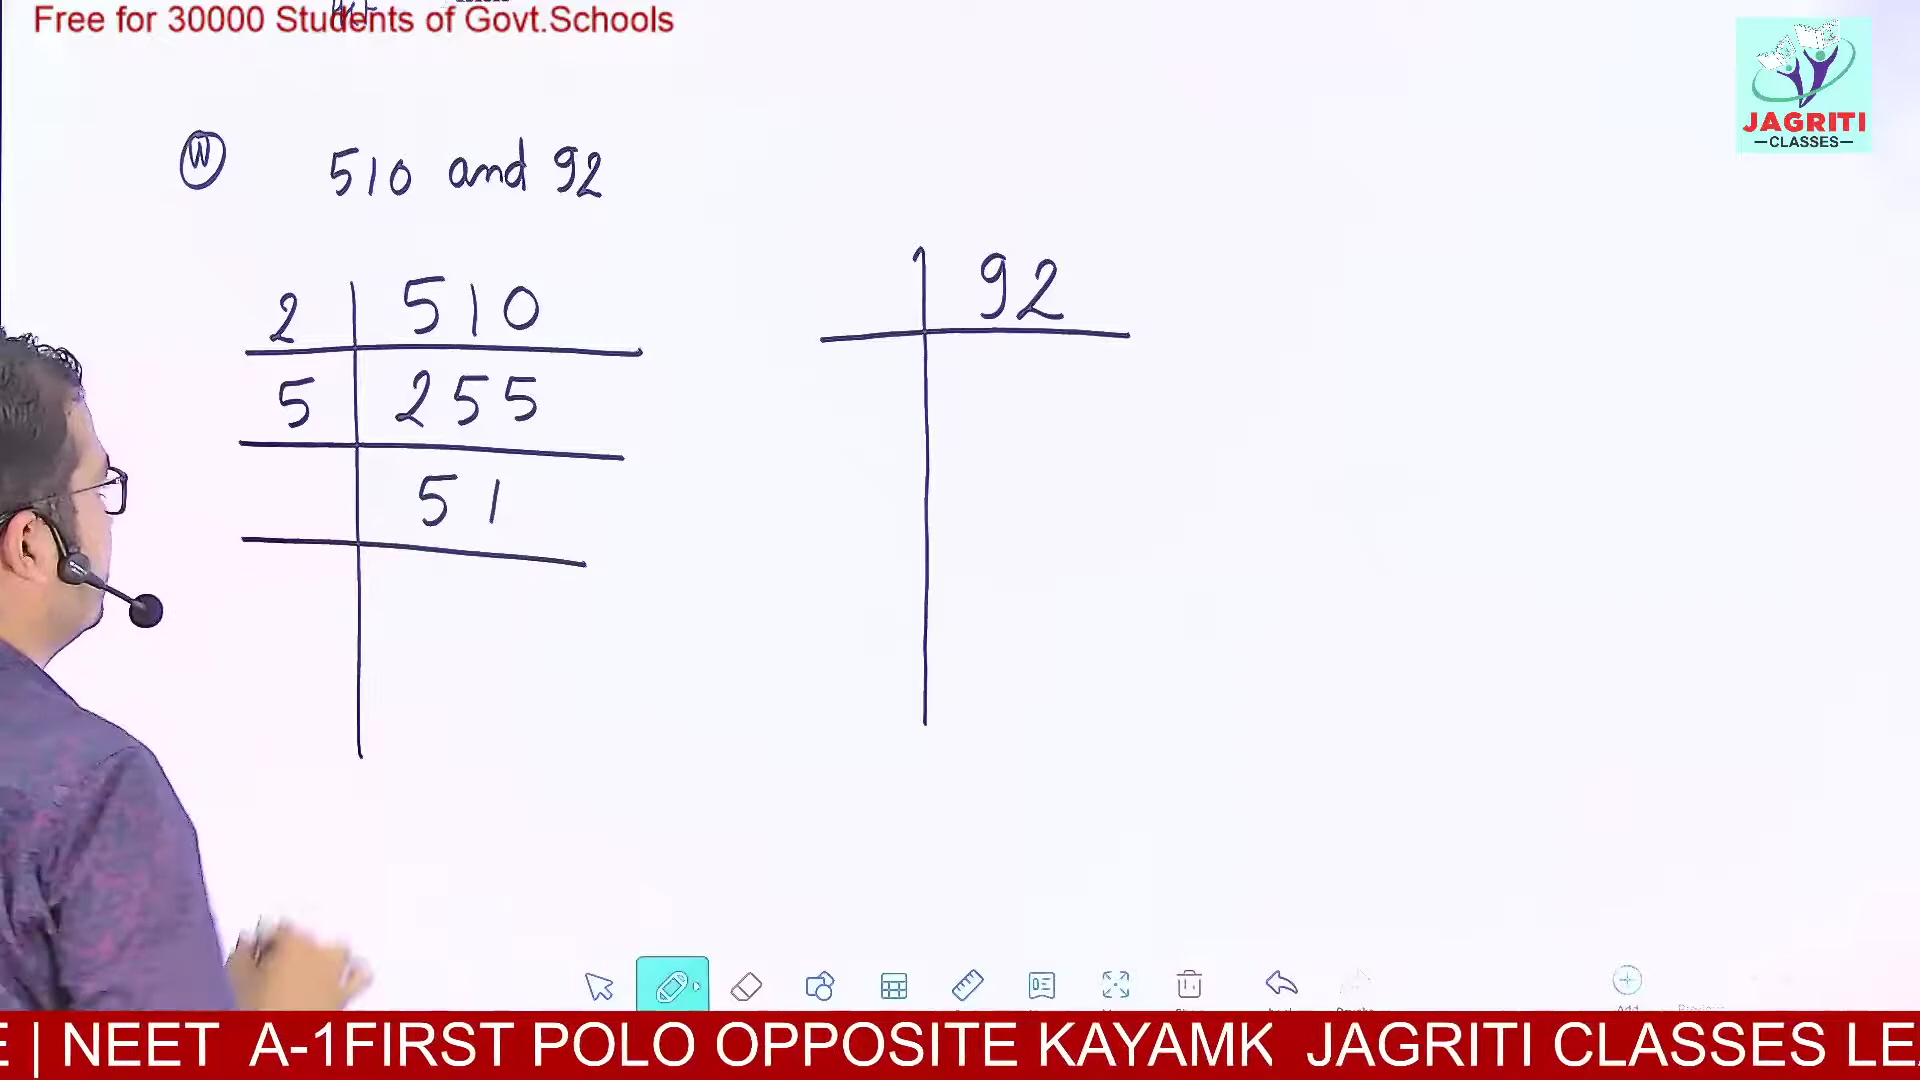 Free for 30000 Students of Govt.Schools
JAGRITI
CLASSES
510 and 92
2 510
5 255
51
92
Add
E | NEET A-1FIRST POLO OPPOSITE KAYAMK JAGRITI CLASSES LE